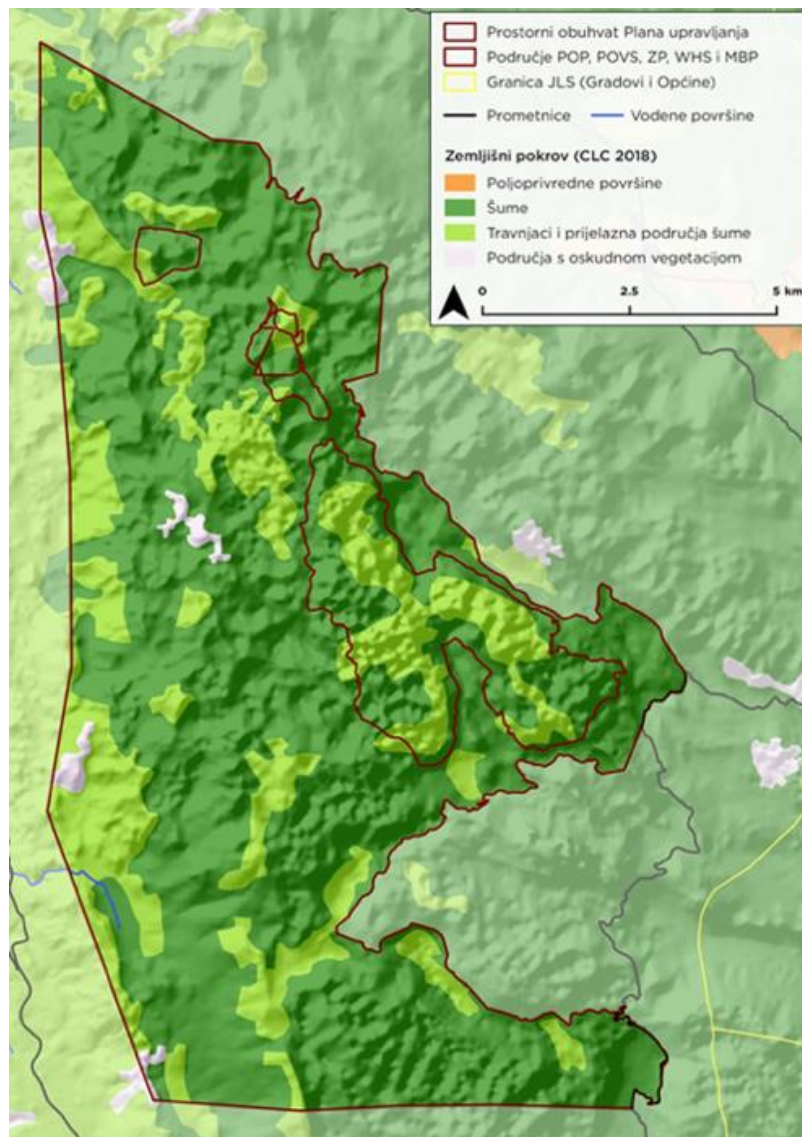 Prostorni obuhvat Plana upravljanja
Područje POP, POVS, ZP, WHS i MBP
Granica JLS (Gradovi i Općine)
Prometnice Vodene površine
Zemljišni pokrov (CLC 2018)
Poljoprivredne površine
Šume
Travnjaci i prijelazna područja šume
Područja s oskudnom vegetacijom
0 2.5 5 km